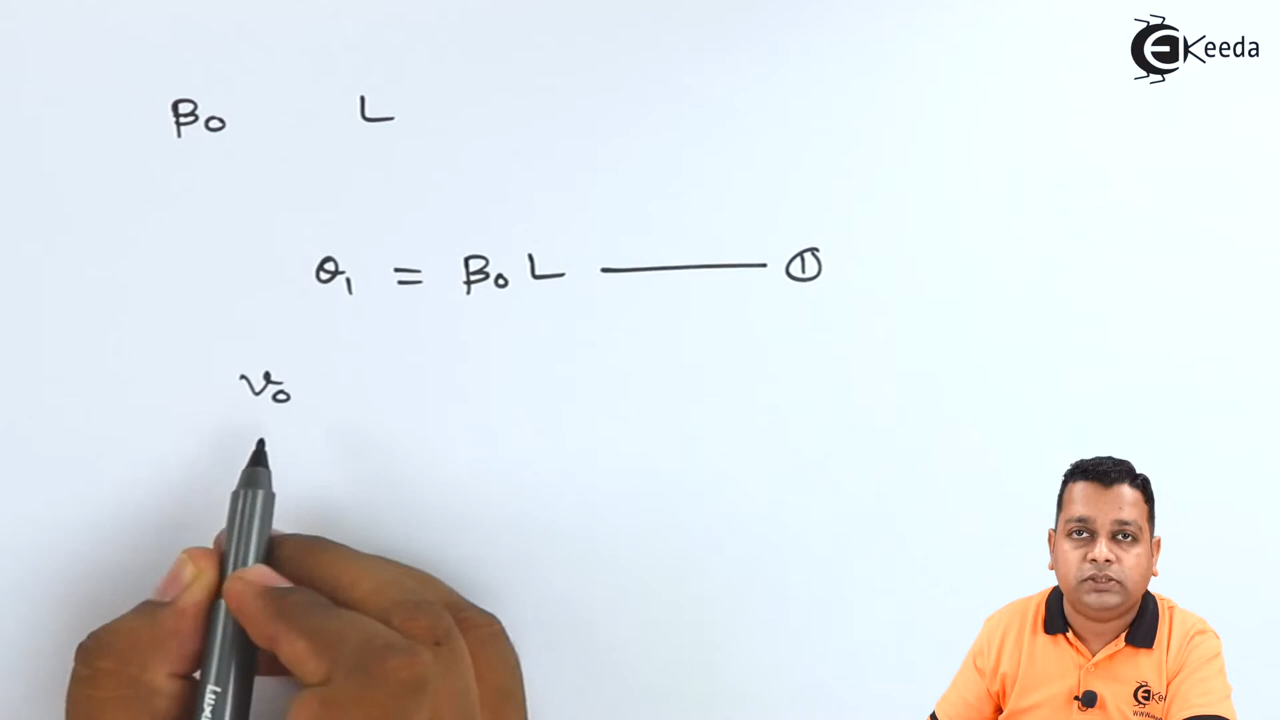 EKeeda
β₀ L
θ₁ = β₀ L ——— ①
v₀